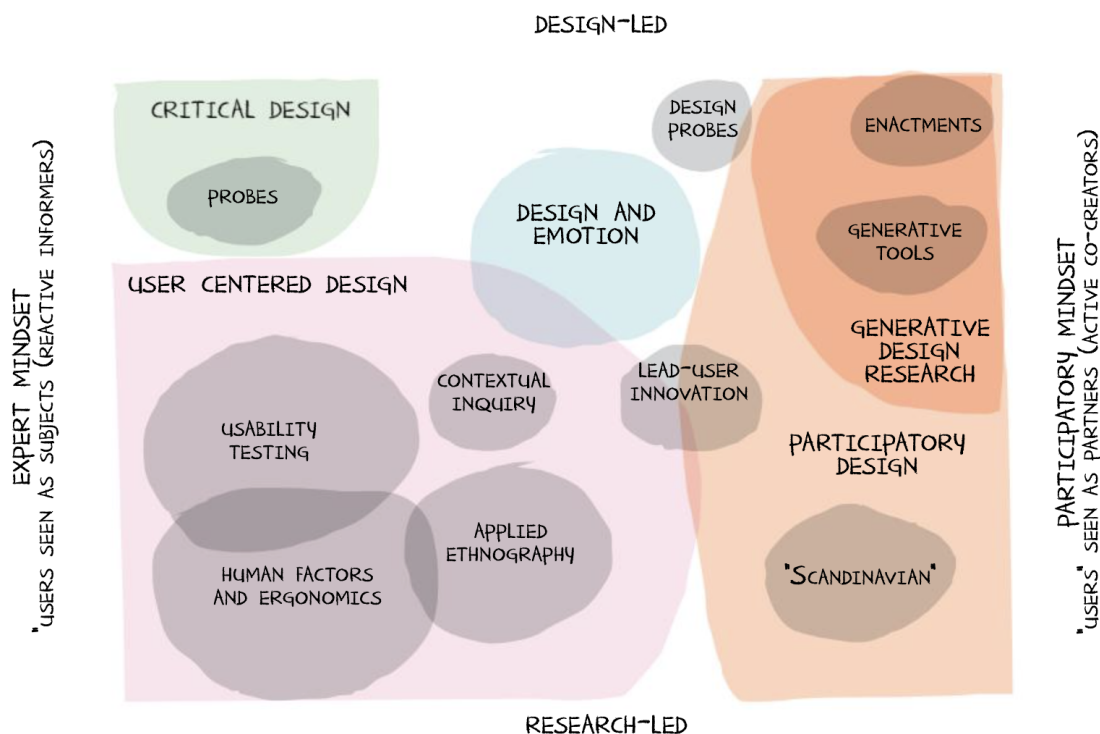 DESIGN-LED
CRITICAL DESIGN
PROBES
DESIGN
PROBES
ENACTMENTS
DESIGN AND
EMOTION
GENERATIVE
TOOLS
USER CENTERED DESIGN
GENERATIVE
DESIGN
RESEARCH
CONTEXTUAL
INQUIRY
LEAD-USER
INNOVATION
USABILITY
TESTING
PARTICIPATORY
DESIGN
APPLIED
ETHNOGRAPHY
HUMAN FACTORS
AND ERGONOMICS
"SCANDINAVIAN"
RESEARCH-LED
EXPERT MINDSET
"USERS SEEN AS SUBJECTS (REACTIVE INFORMERS)
PARTICIPATORY MINDSET
"USERS" SEEN AS PARTNERS (ACTIVE CO-CREATORS)